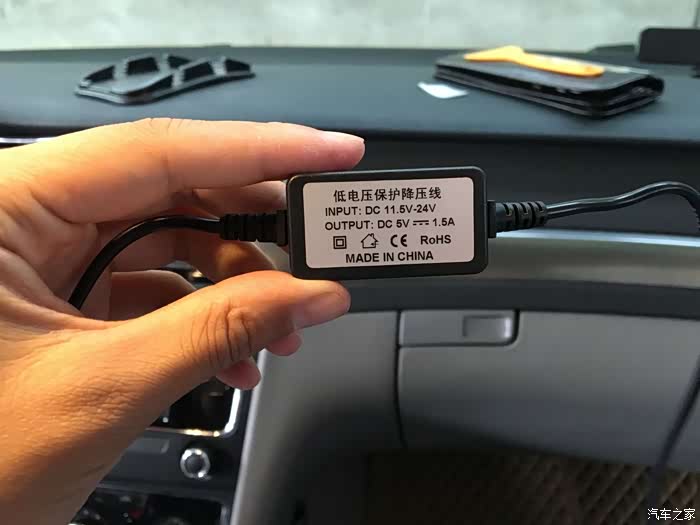 低电压保护降压线
INPUT: DC 11.5V-24V
OUTPUT: DC 5V ⎓ 1.5A
CE RoHS
MADE IN CHINA
汽车之家